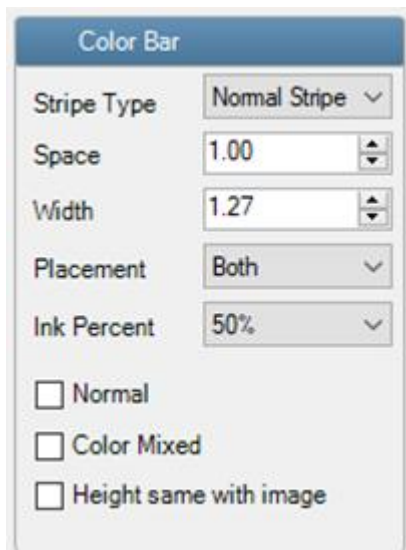 Color Bar
Stripe Type Normal Stripe
Space 1.00
Width 1.27
Placement Both
Ink Percent 50%
Normal
Color Mixed
Height same with image